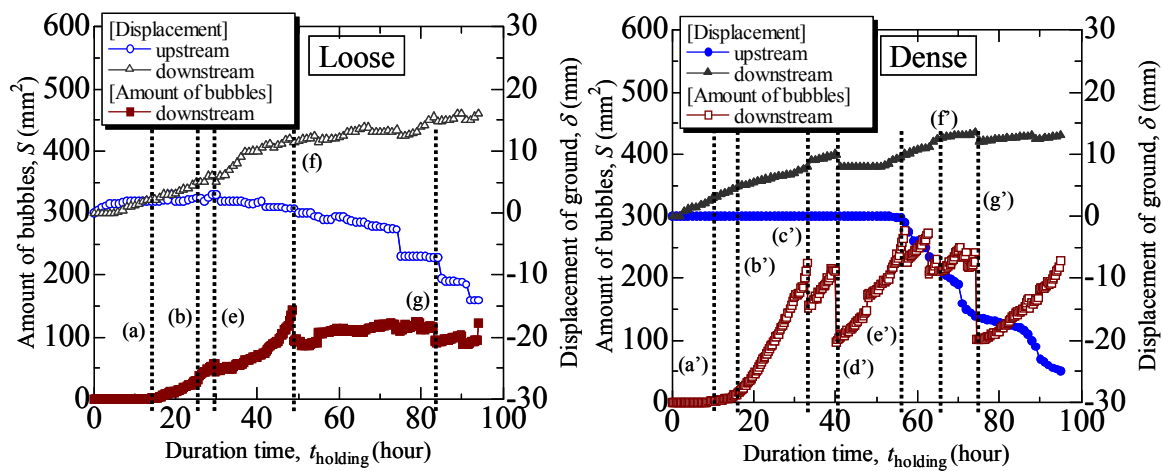 [Displacement]
upstream
downstream
[Amount of bubbles]
downstream
Loose
600
500
400
300
200
100
0
Amount of bubbles, S (mm²)
30
20
10
0
-10
-20
-30
Displacement of ground, δ (mm)
(a)
(b)
(e)
(f)
(g)
0 20 40 60 80 100
Duration time, tholding (hour)
[Displacement]
upstream
downstream
[Amount of bubbles]
downstream
Dense
600
500
400
300
200
100
0
Amount of bubbles, S (mm²)
30
20
10
0
-10
-20
-30
Displacement of ground, δ (mm)
(a’)
(b’)
(c’)
(d’)
(e’)
(f’)
(g’)
0 20 40 60 80 100
Duration time, tholding (hour)